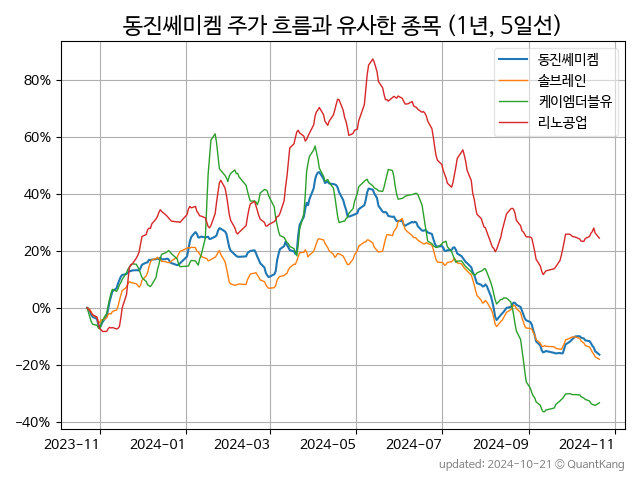 동진쎄미켐 주가 흐름과 유사한 종목 (1년, 5일선)
동진쎄미켐
솔브레인
케이엠더블유
리노공업
80%
60%
40%
20%
0%
−20%
−40%
2023-11
2024-01
2024-03
2024-05
2024-07
2024-09
2024-11
updated: 2024-10-21 © QuantKang